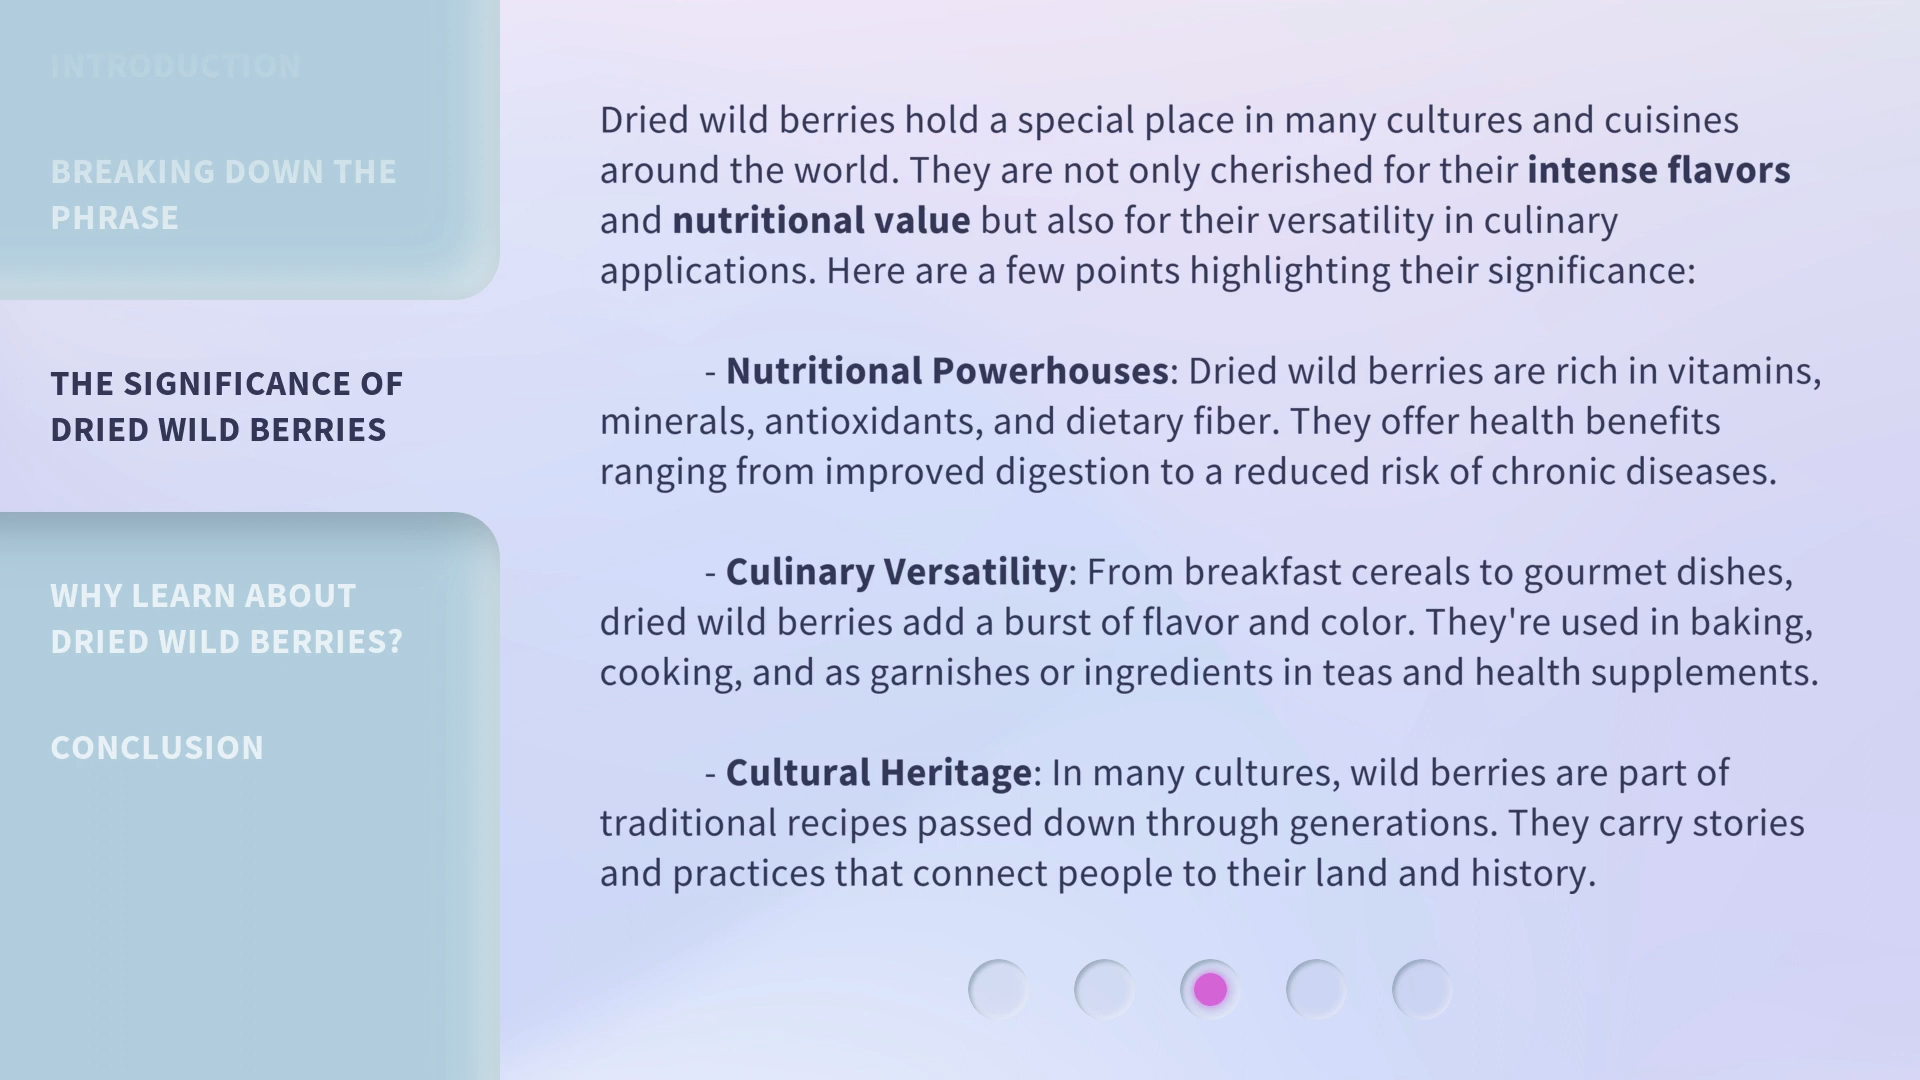 INTRODUCTION
BREAKING DOWN THE
PHRASE
THE SIGNIFICANCE OF
DRIED WILD BERRIES
WHY LEARN ABOUT
DRIED WILD BERRIES?
CONCLUSION
Dried wild berries hold a special place in many cultures and cuisines
around the world. They are not only cherished for their intense flavors
and nutritional value but also for their versatility in culinary
applications. Here are a few points highlighting their significance:
- Nutritional Powerhouses: Dried wild berries are rich in vitamins,
minerals, antioxidants, and dietary fiber. They offer health benefits
ranging from improved digestion to a reduced risk of chronic diseases.
- Culinary Versatility: From breakfast cereals to gourmet dishes,
dried wild berries add a burst of flavor and color. They're used in baking,
cooking, and as garnishes or ingredients in teas and health supplements.
- Cultural Heritage: In many cultures, wild berries are part of
traditional recipes passed down through generations. They carry stories
and practices that connect people to their land and history.